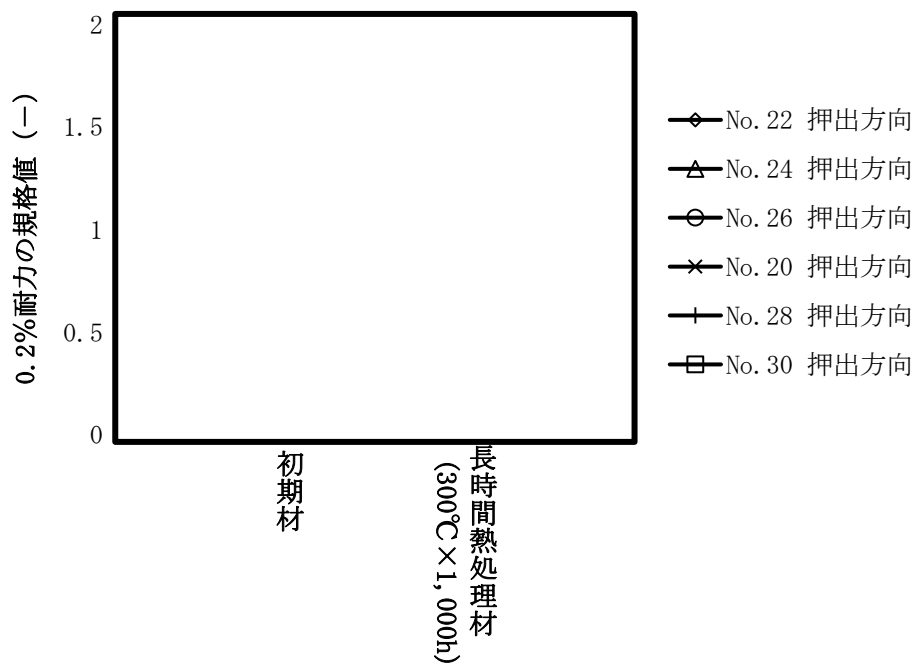 2
1.5
1
0.5
0
0.2%耐力の規格値 (—)
初期材
長時間熱処理材
(300℃×1,000h)
No.22 押出方向
No.24 押出方向
No.26 押出方向
No.20 押出方向
No.28 押出方向
No.30 押出方向